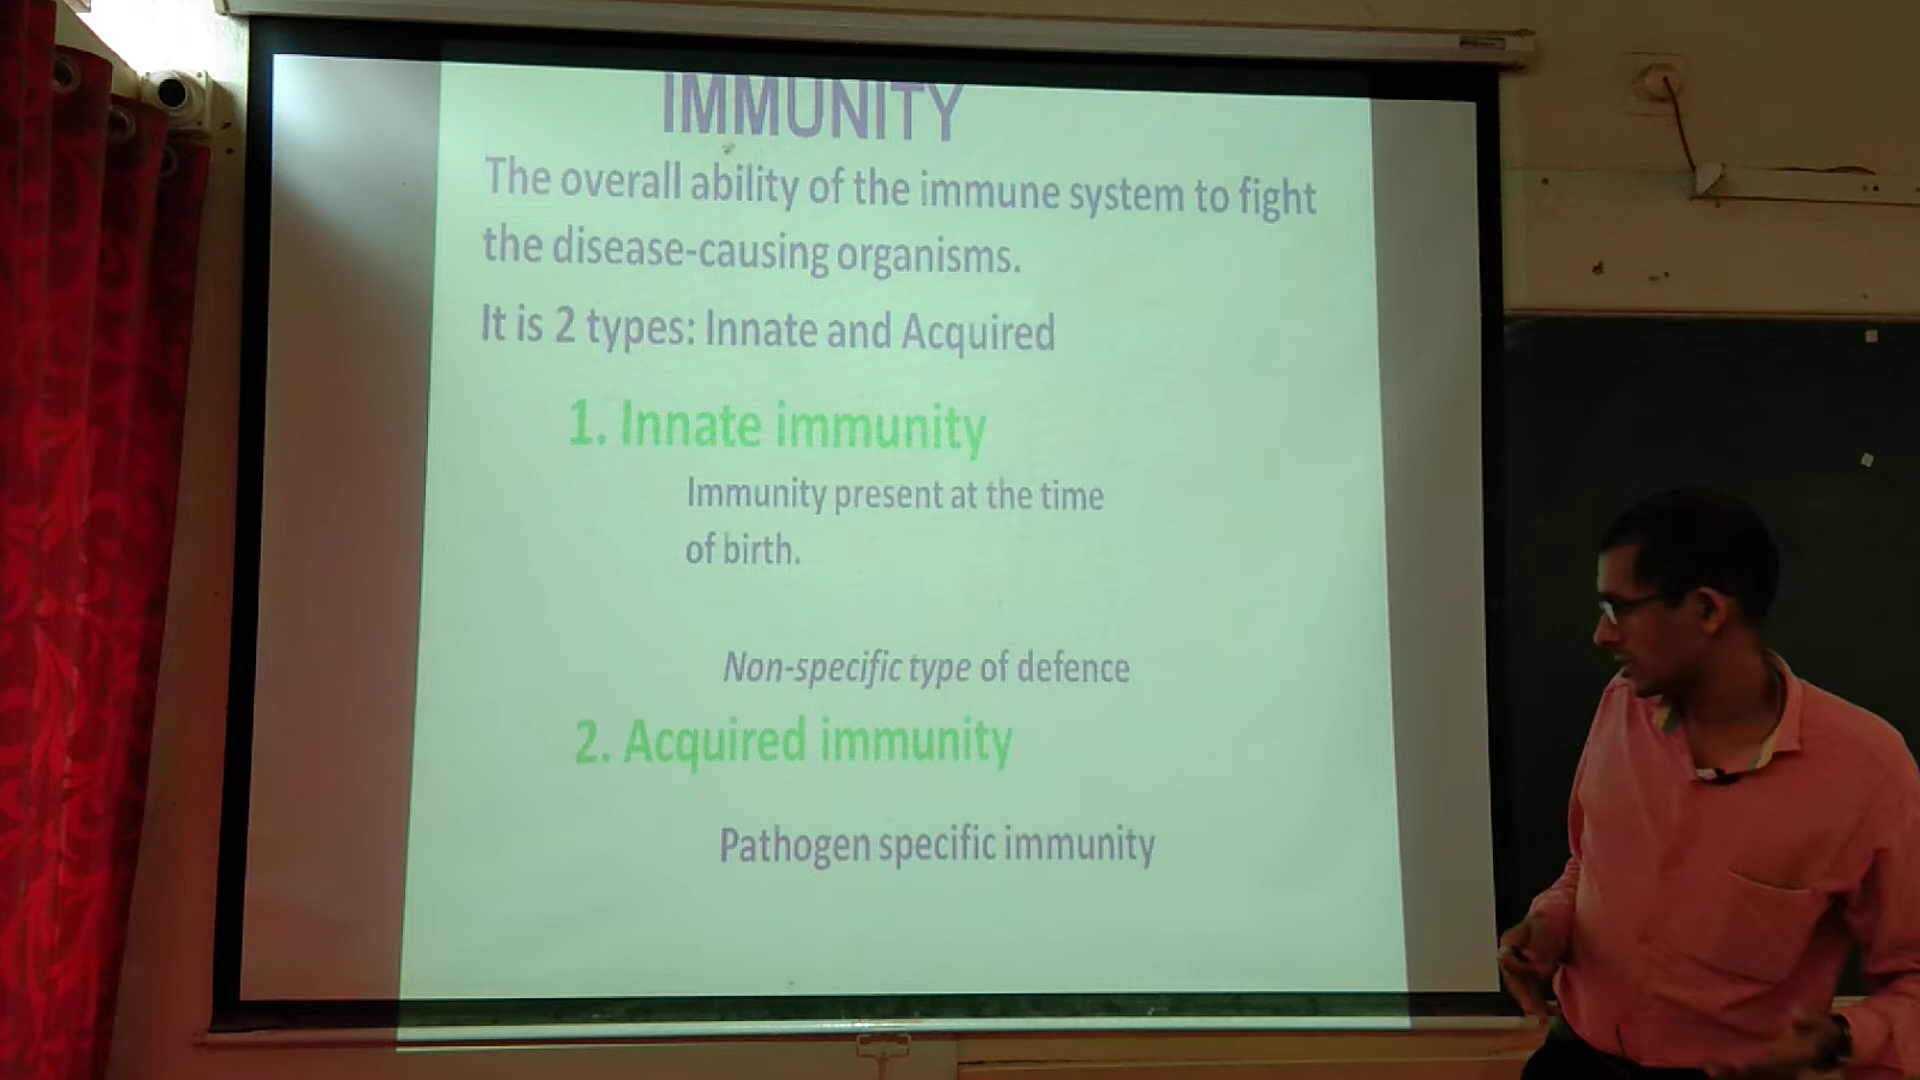 IMMUNITY
The overall ability of the immune system to fight
the disease-causing organisms.
It is 2 types: Innate and Acquired
1. Innate immunity
Immunity present at the time
of birth.
Non-specific type of defence
2. Acquired immunity
Pathogen specific immunity